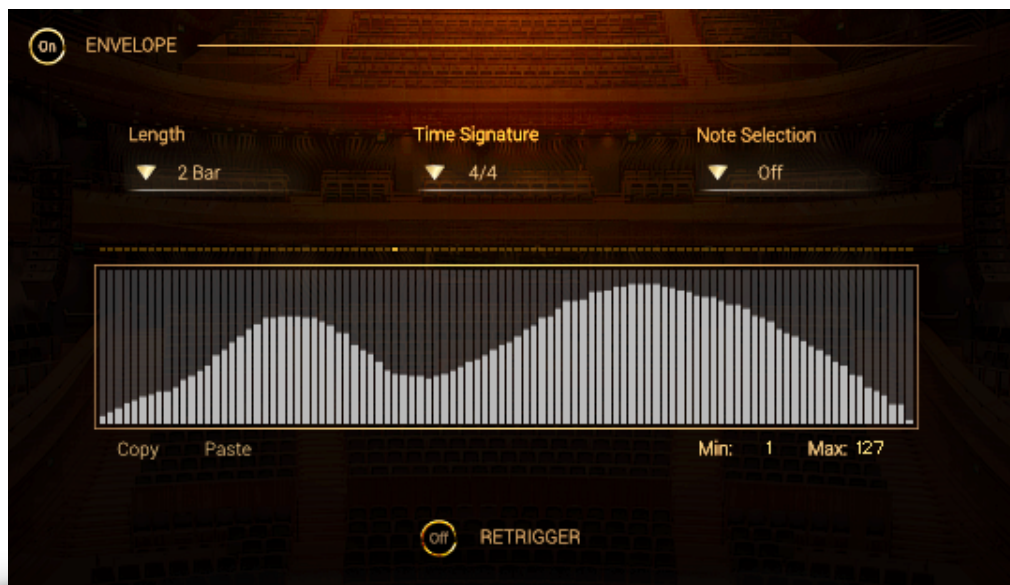 On ENVELOPE
Length Time Signature Note Selection
2 Bar 4/4 Off
Copy Paste Min: 1 Max: 127
Off RETRIGGER